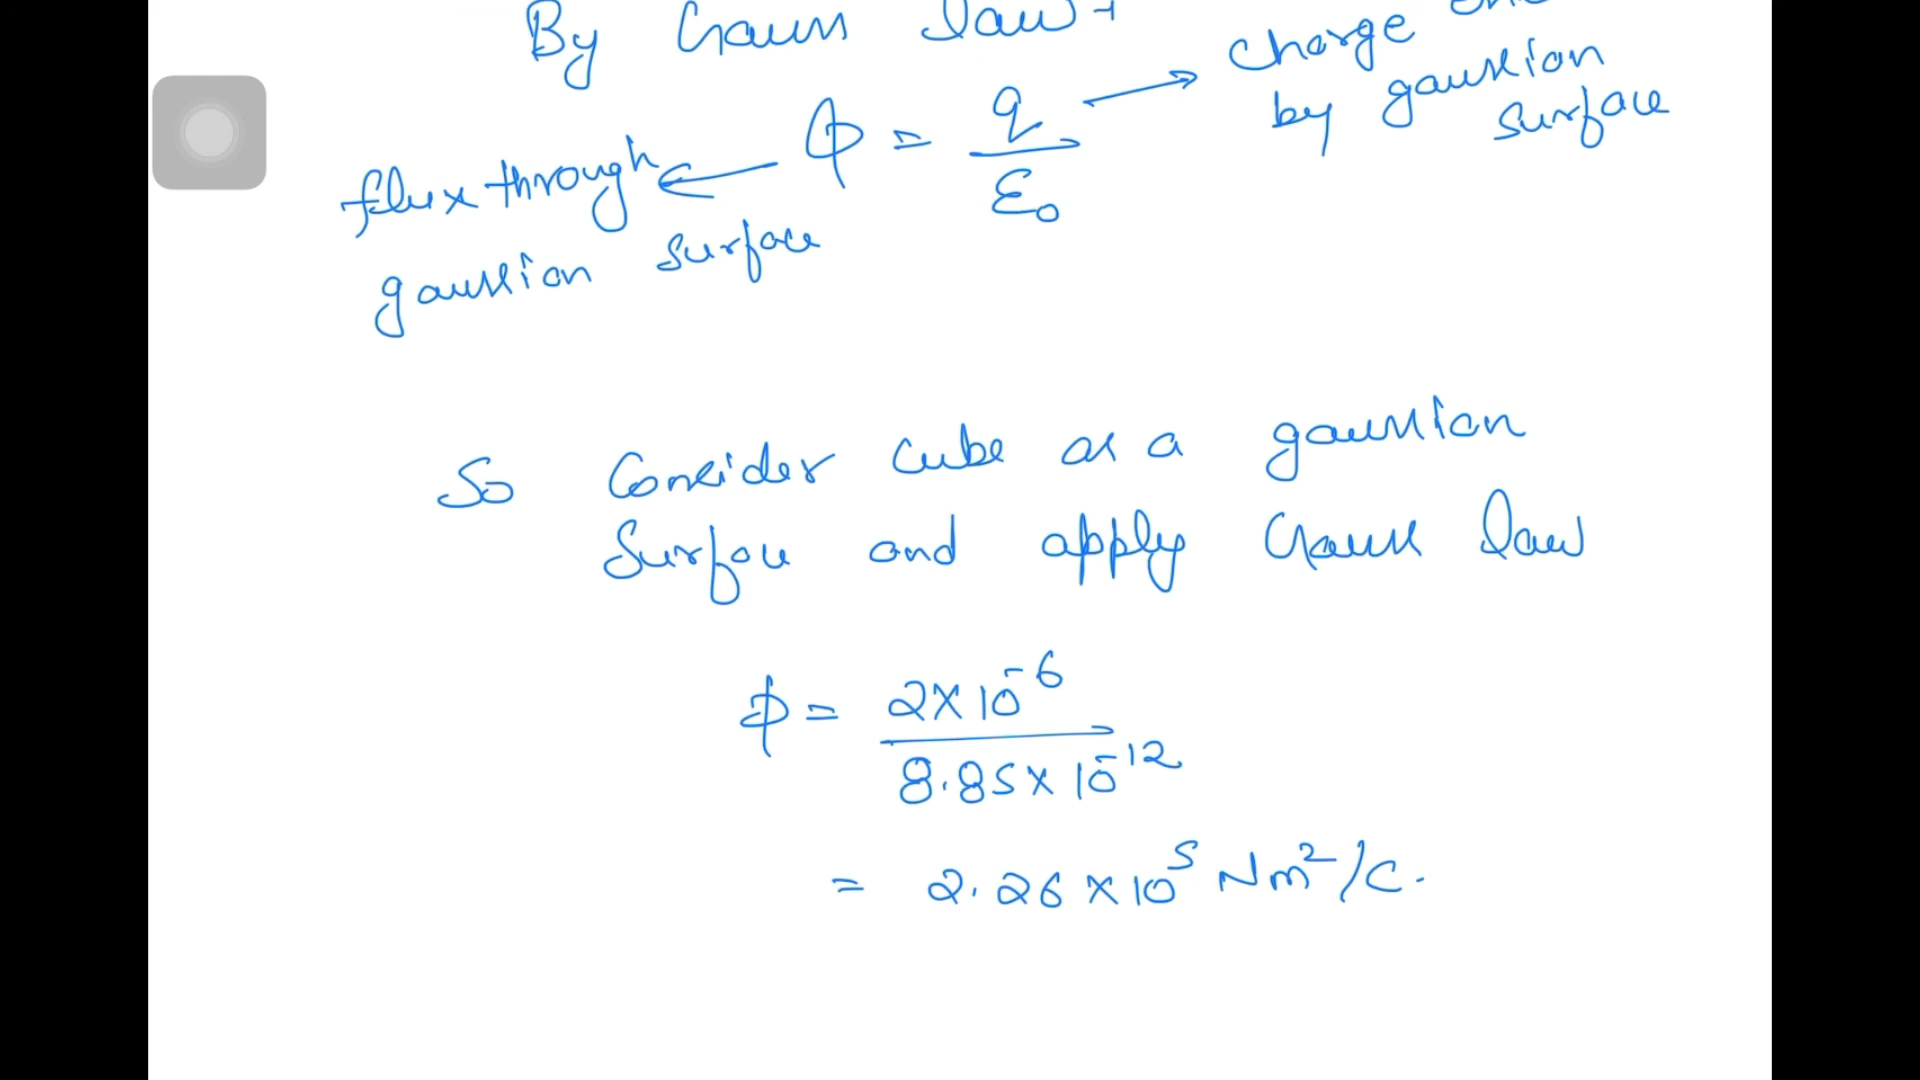 By Gauss law →
charge
φ = q/ε₀
by gaussian surface
flux through gaussian surface
So Consider cube as a gaussian
Surface and apply Gauss law
φ = 2×10⁻⁶ / 8.85×10⁻¹²
= 2.26 ×10⁵ Nm²/C.